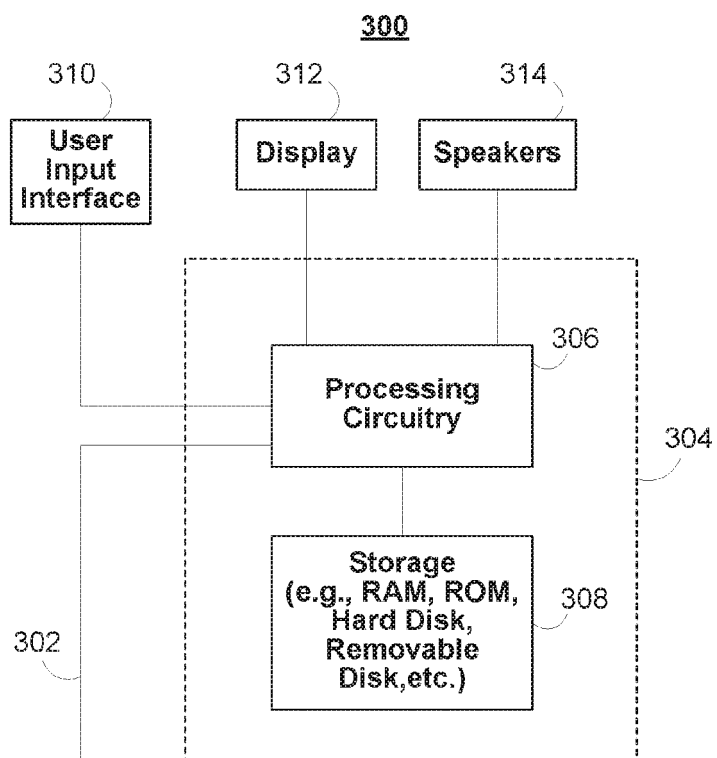 300
310
312
314
User
Input
Interface
Display
Speakers
306
Processing
Circuitry
304
Storage
(e.g., RAM, ROM,
Hard Disk,
Removable
Disk,etc.)
308
302